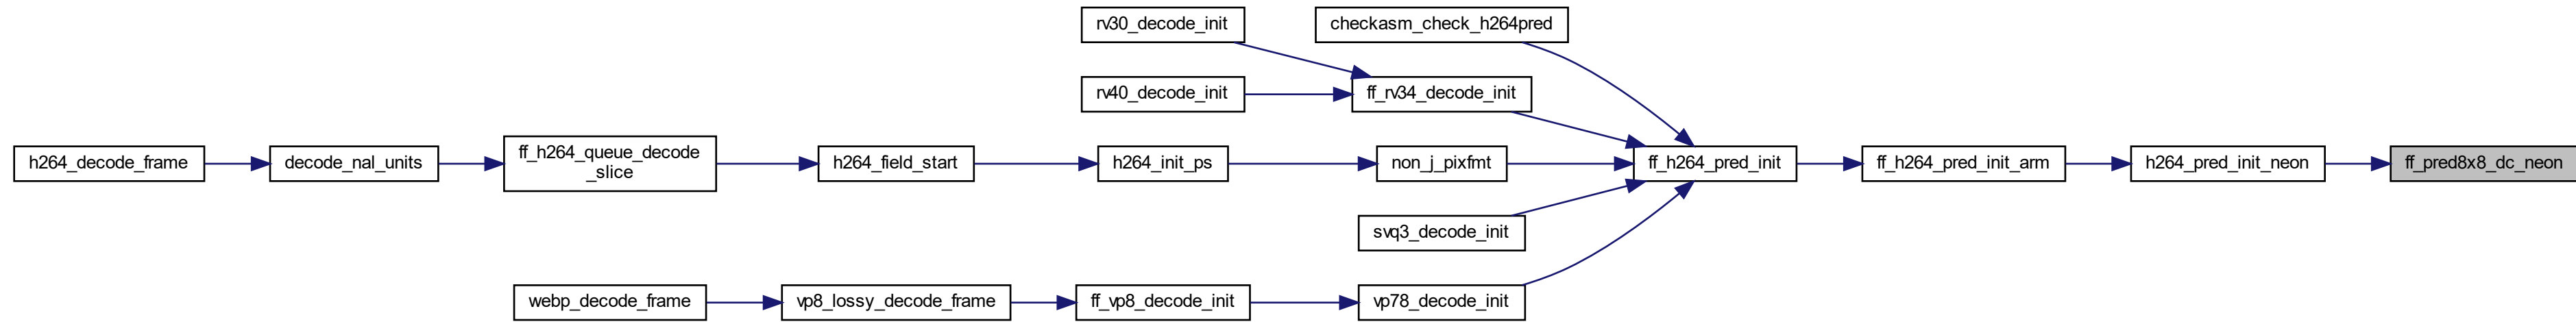 rv30_decode_init
checkasm_check_h264pred
rv40_decode_init
ff_rv34_decode_init
h264_decode_frame
decode_nal_units
ff_h264_queue_decode
_slice
h264_field_start
h264_init_ps
non_j_pixfmt
ff_h264_pred_init
ff_h264_pred_init_arm
h264_pred_init_neon
ff_pred8x8_dc_neon
svq3_decode_init
webp_decode_frame
vp8_lossy_decode_frame
ff_vp8_decode_init
vp78_decode_init